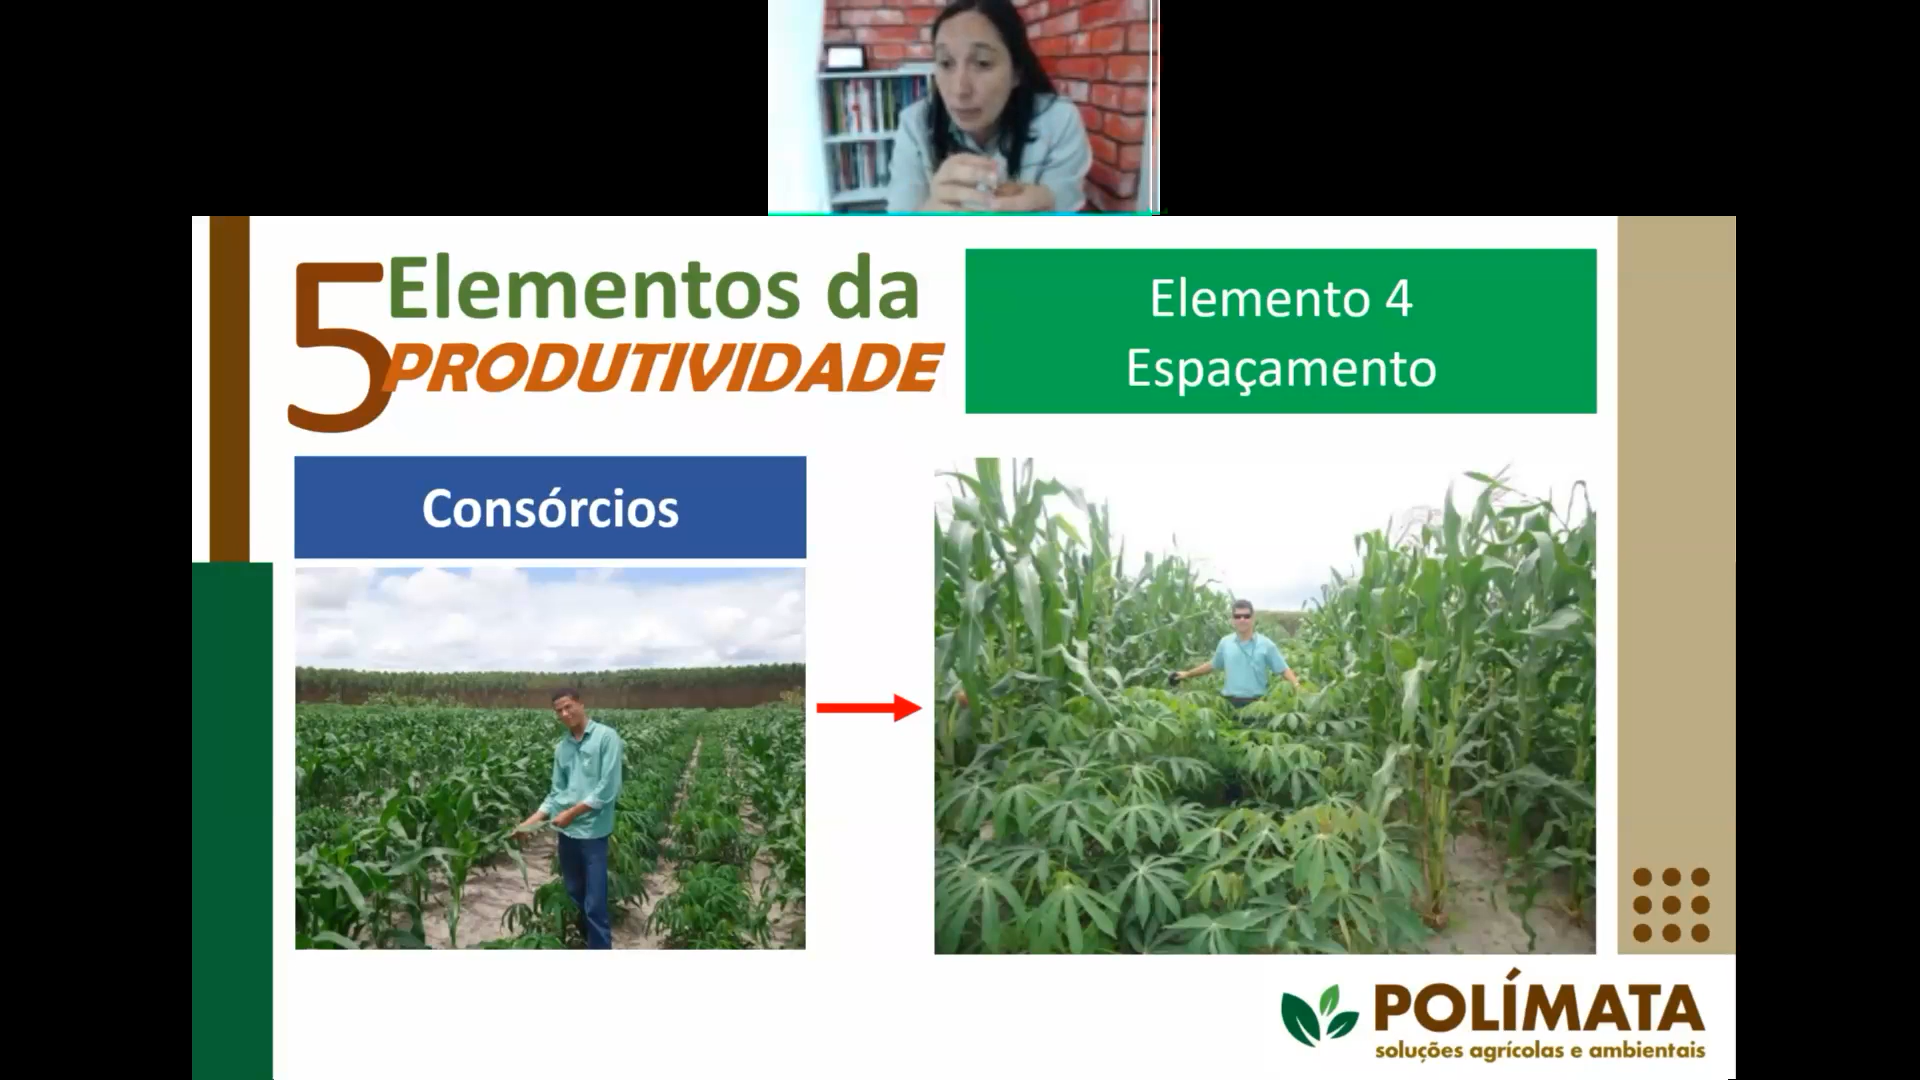 5 Elementos da
PRODUTIVIDADE
Elemento 4
Espaçamento
Consórcios
POLÍMATA
soluções agrícolas e ambientais